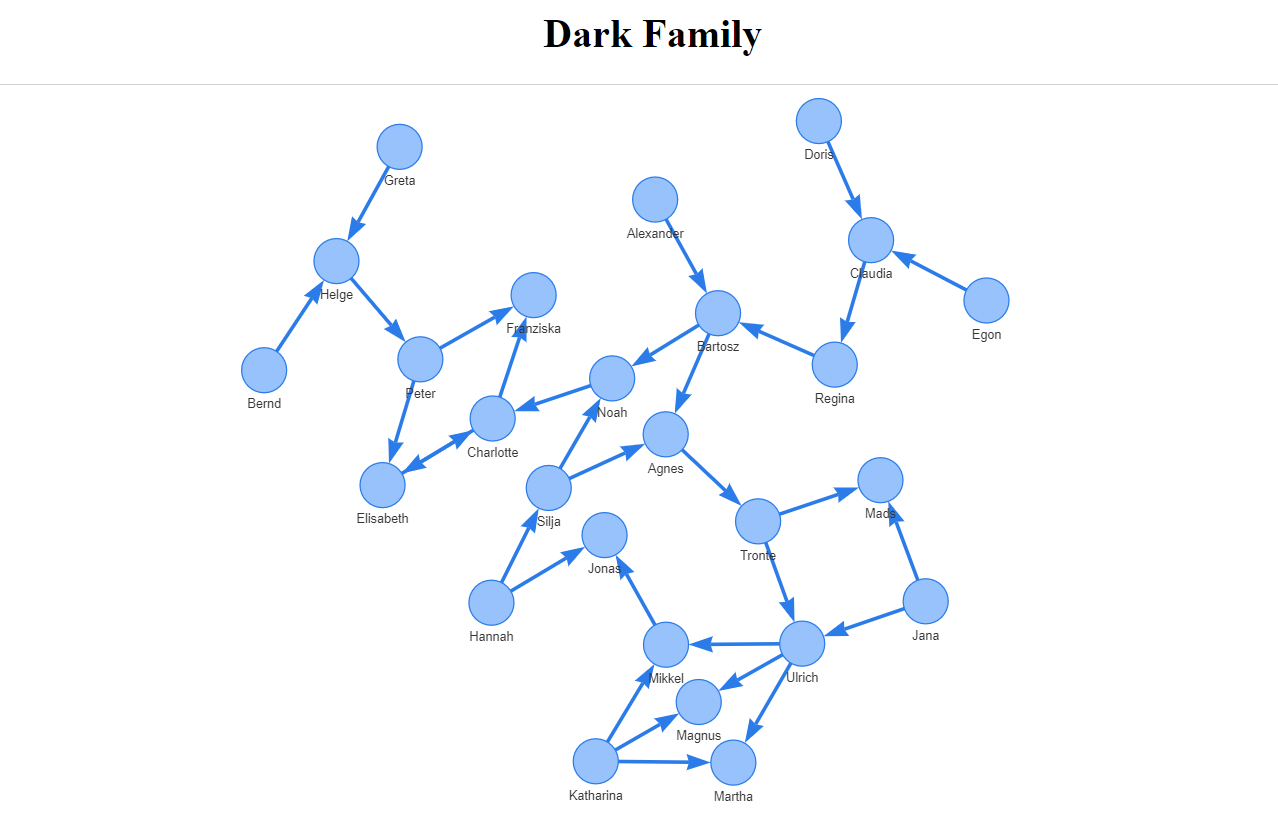 Dark Family
Doris
Greta
Alexander
Claudia
Helge
Franziska
Egon
Bartosz
Peter
Regina
Bernd
Noah
Charlotte
Agnes
Mads
Elisabeth
Silja
Tronte
Jonas
Hannah
Jana
Mikkel
Ulrich
Magnus
Katharina
Martha